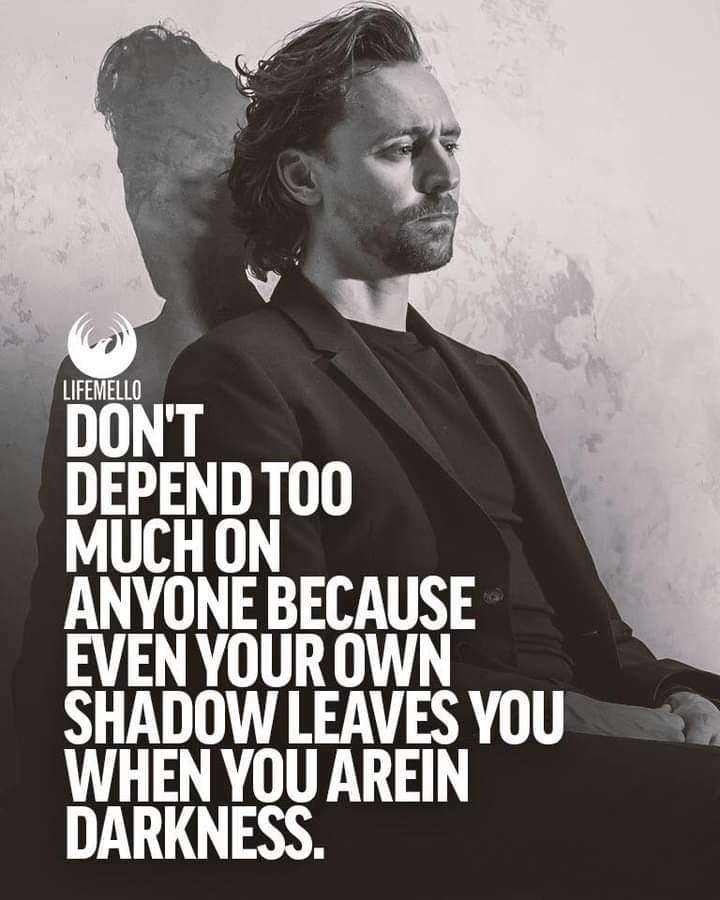 LIFEMELLO
DON'T
DEPEND TOO
MUCH ON
ANYONE BECAUSE
EVEN YOUR OWN
SHADOW LEAVES YOU
WHEN YOU AREIN
DARKNESS.